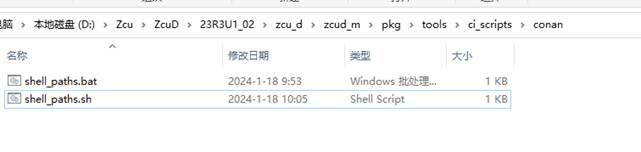 电脑 › 本地磁盘 (D:) › Zcu › ZcuD › 23R3U1_02 › zcu_d › zcud_m › pkg › tools › ci_scripts › conan
名称 修改日期 类型 大小
shell_paths.bat 2024-1-18 9:53 Windows 批处理... 1 KB
shell_paths.sh 2024-1-18 10:05 Shell Script 1 KB